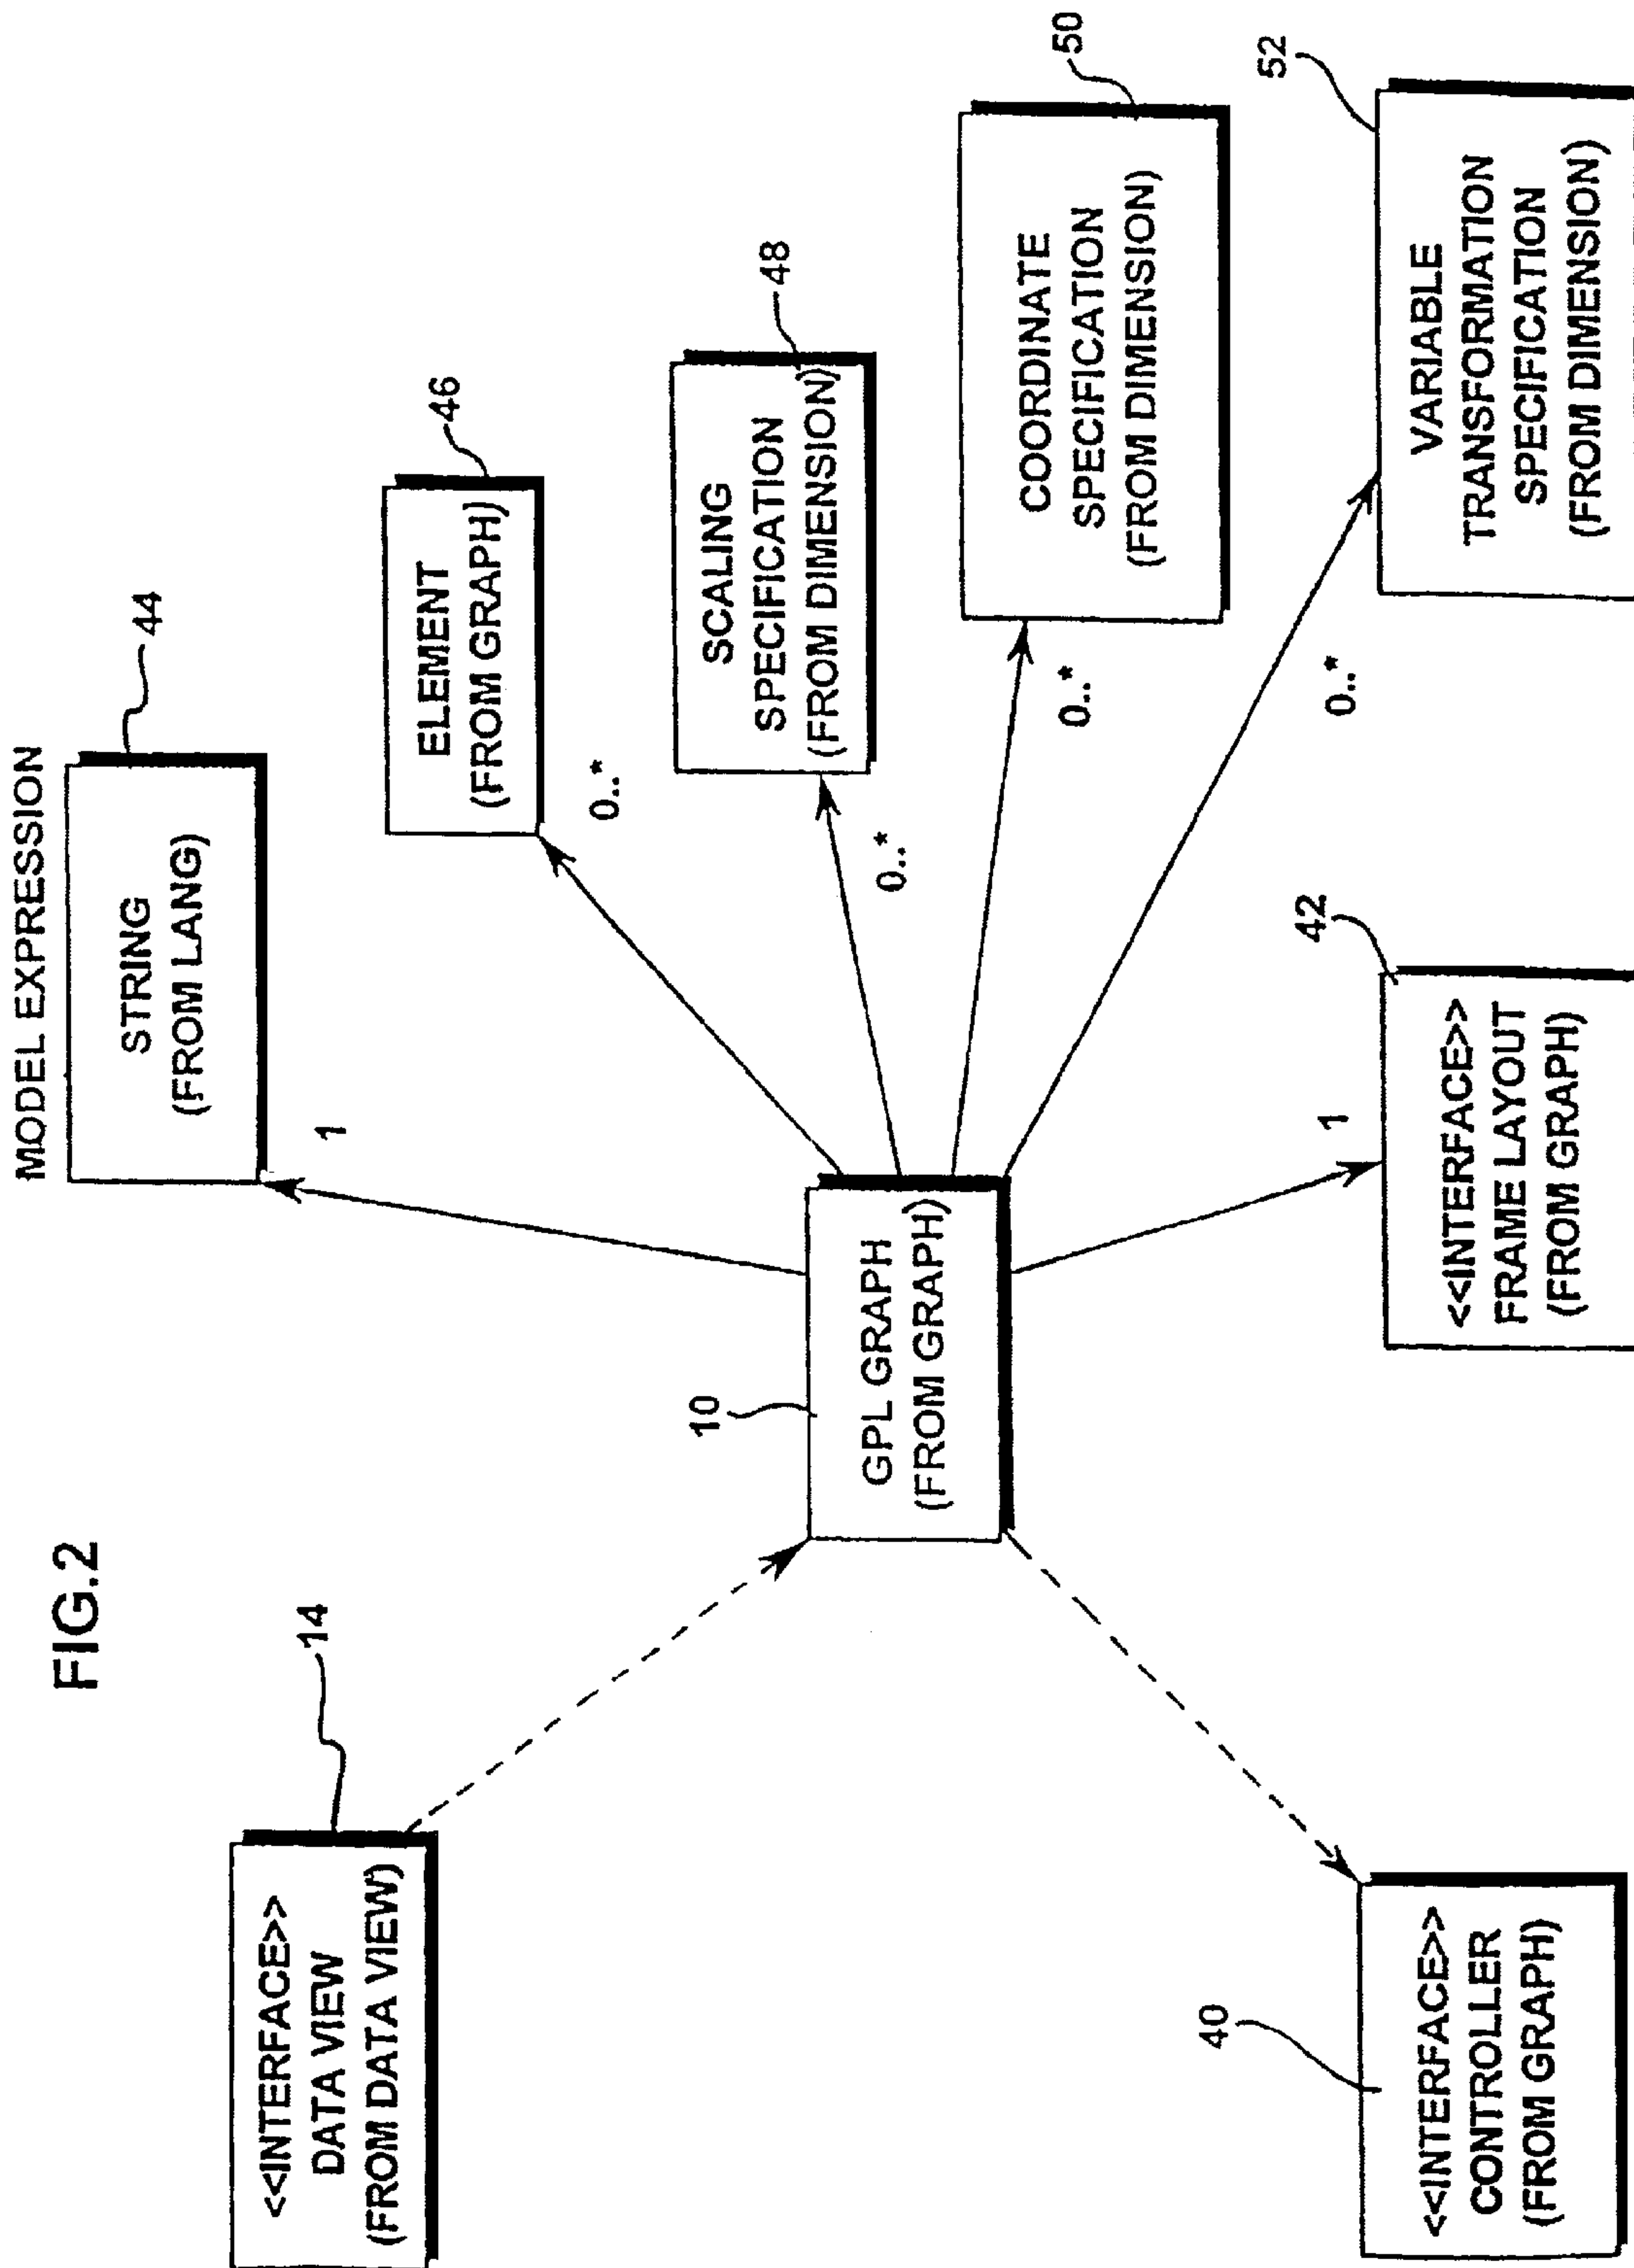 FIG.2
MODEL EXPRESSION
<<INTERFACE>>
DATA VIEW
(FROM DATA VIEW)
14
STRING
(FROM LANG)
44
1
ELEMENT
(FROM GRAPH)
46
0..*
SCALING
SPECIFICATION
(FROM DIMENSION)
48
0..*
GPL GRAPH
(FROM GRAPH)
10
COORDINATE
SPECIFICATION
(FROM DIMENSION)
50
0..*
<<INTERFACE>>
CONTROLLER
(FROM GRAPH)
40
<<INTERFACE>>
FRAME LAYOUT
(FROM GRAPH)
42
1
VARIABLE
TRANSFORMATION
SPECIFICATION
(FROM DIMENSION)
52
0..*